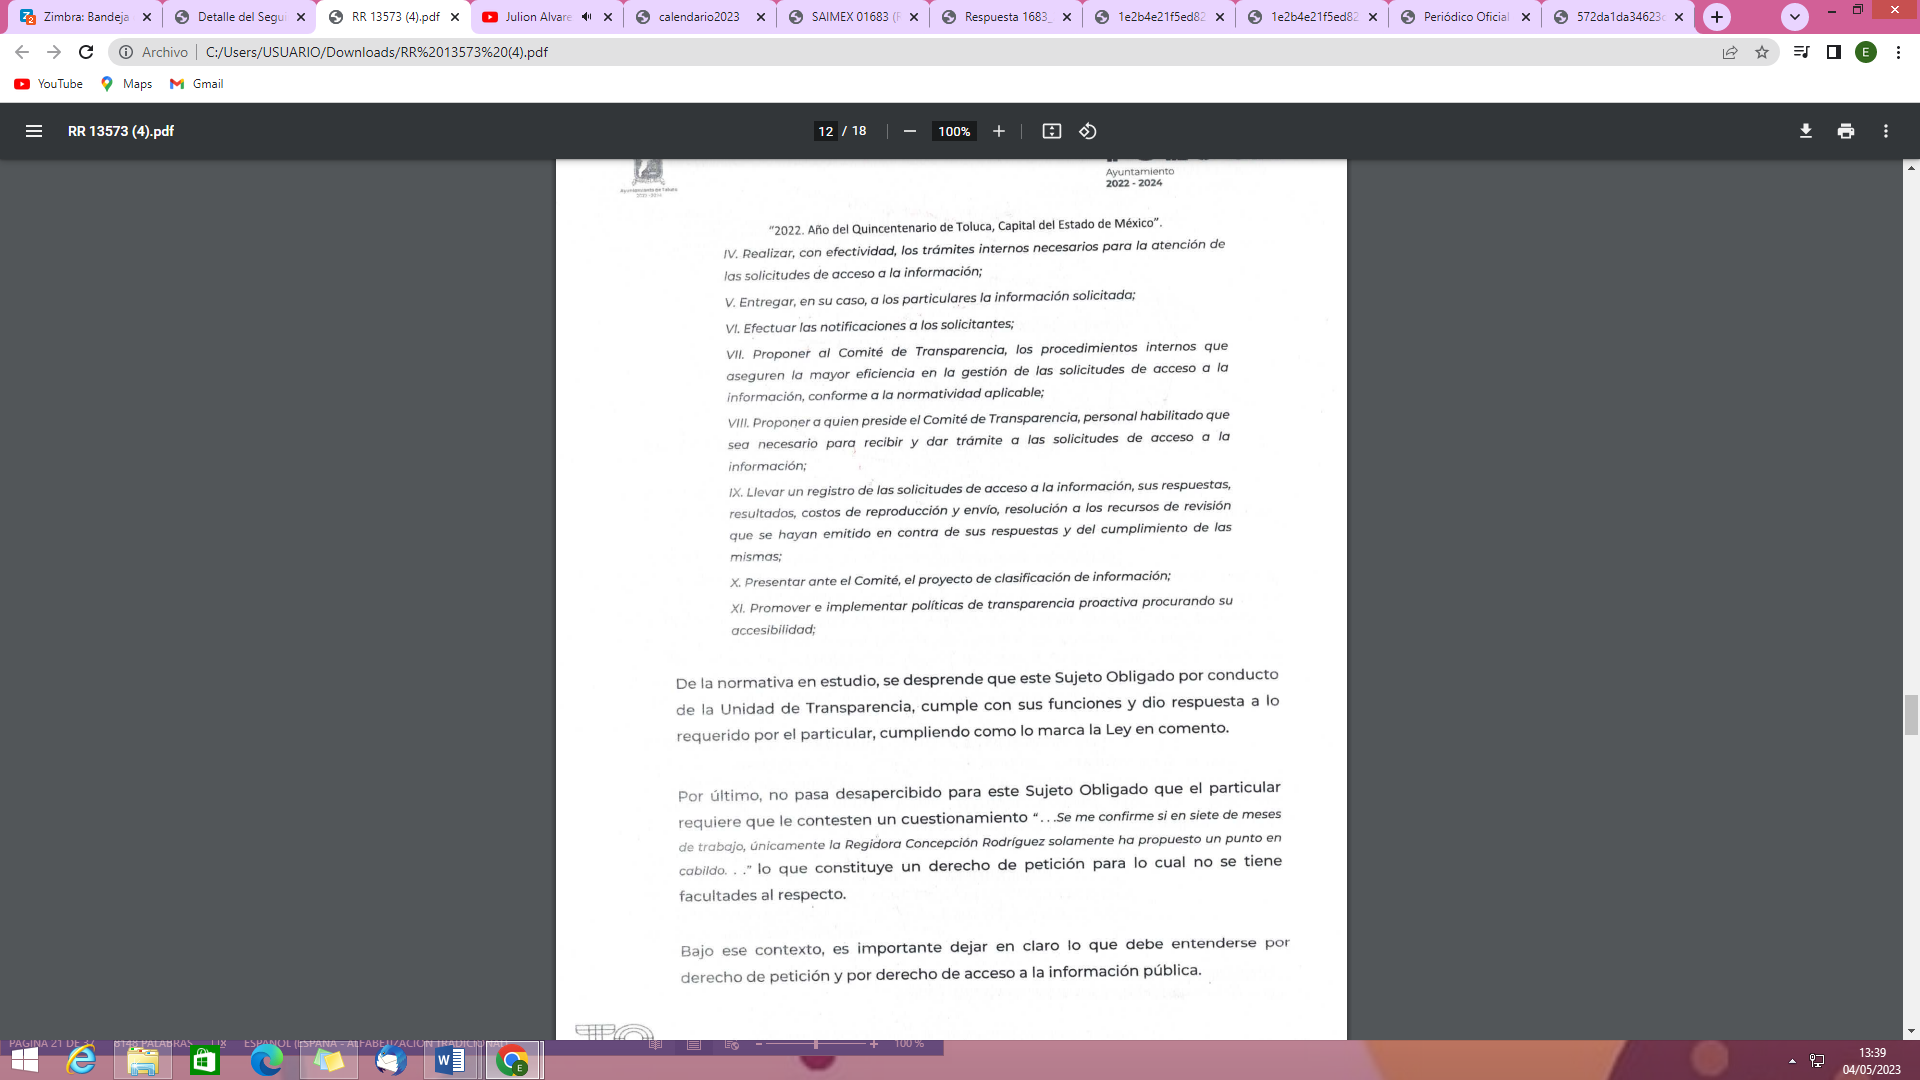 Zimbra: Bandeja
Detalle del Segui
RR 13573 (4).pdf
Julion Alvare
calendario2023
SAIMEX 01683 (R
Respuesta 1683_
1e2b4e21f5ed82
1e2b4e21f5ed82
Periódico Oficial
572da1da34623c
Archivo
C:/Users/USUARIO/Downloads/RR%2013573%20(4).pdf
E
YouTube
Maps
Gmail
RR 13573 (4).pdf
12 / 18
100%
Ayuntamiento de Toluca
Ayuntamiento
2022 - 2024
"2022. Año del Quincentenario de Toluca, Capital del Estado de México".
IV. Realizar, con efectividad, los trámites internos necesarios para la atención de
las solicitudes de acceso a la información;
V. Entregar, en su caso, a los particulares la información solicitada;
VI. Efectuar las notificaciones a los solicitantes;
VII. Proponer al Comité de Transparencia, los procedimientos internos que
aseguren la mayor eficiencia en la gestión de las solicitudes de acceso a la
información, conforme a la normatividad aplicable;
VIII. Proponer a quien preside el Comité de Transparencia, personal habilitado que
sea necesario para recibir y dar trámite a las solicitudes de acceso a la
información;
IX. Llevar un registro de las solicitudes de acceso a la información, sus respuestas,
resultados, costos de reproducción y envío, resolución a los recursos de revisión
que se hayan emitido en contra de sus respuestas y del cumplimiento de las
mismas;
X. Presentar ante el Comité, el proyecto de clasificación de información;
XI. Promover e implementar políticas de transparencia proactiva procurando su
accesibilidad;
De la normativa en estudio, se desprende que este Sujeto Obligado por conducto
de la Unidad de Transparencia, cumple con sus funciones y dio respuesta a lo
requerido por el particular, cumpliendo como lo marca la Ley en comento.
Por último, no pasa desapercibido para este Sujeto Obligado que el particular
requiere que le contesten un cuestionamiento "...Se me confirme si en siete de meses
de trabajo, únicamente la Regidora Concepción Rodríguez solamente ha propuesto un punto en
cabildo. . ." lo que constituye un derecho de petición para lo cual no se tiene
facultades al respecto.
Bajo ese contexto, es importante dejar en claro lo que debe entenderse por
derecho de petición y por derecho de acceso a la información pública.
PÁGINA 21 DE 37
8148 PALABRAS
ESPAÑOL (ESPAÑA - ALFABETIZACIÓN TRADICIONAL)
100 %
13:39
04/05/2023